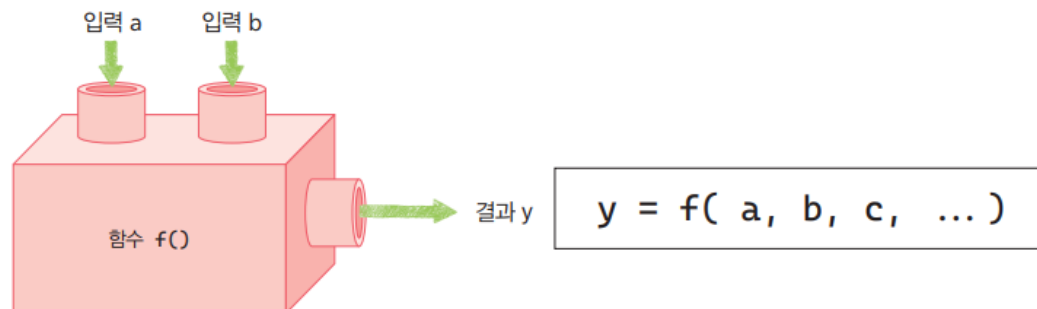 입력 a
입력 b
함수 f()
결과 y
y = f( a, b, c, … )